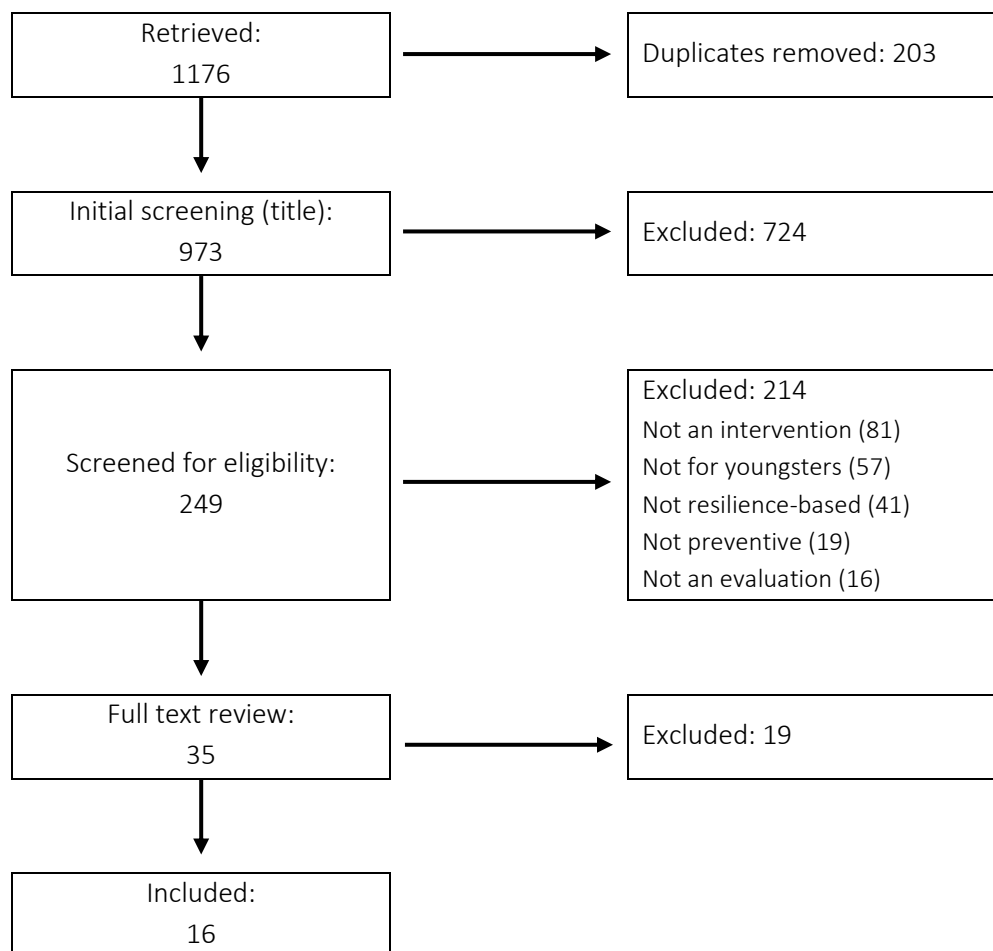 Retrieved:
1176
Duplicates removed: 203
Initial screening (title):
973
Excluded: 724
Screened for eligibility:
249
Excluded: 214
Not an intervention (81)
Not for youngsters (57)
Not resilience-based (41)
Not preventive (19)
Not an evaluation (16)
Full text review:
35
Excluded: 19
Included:
16